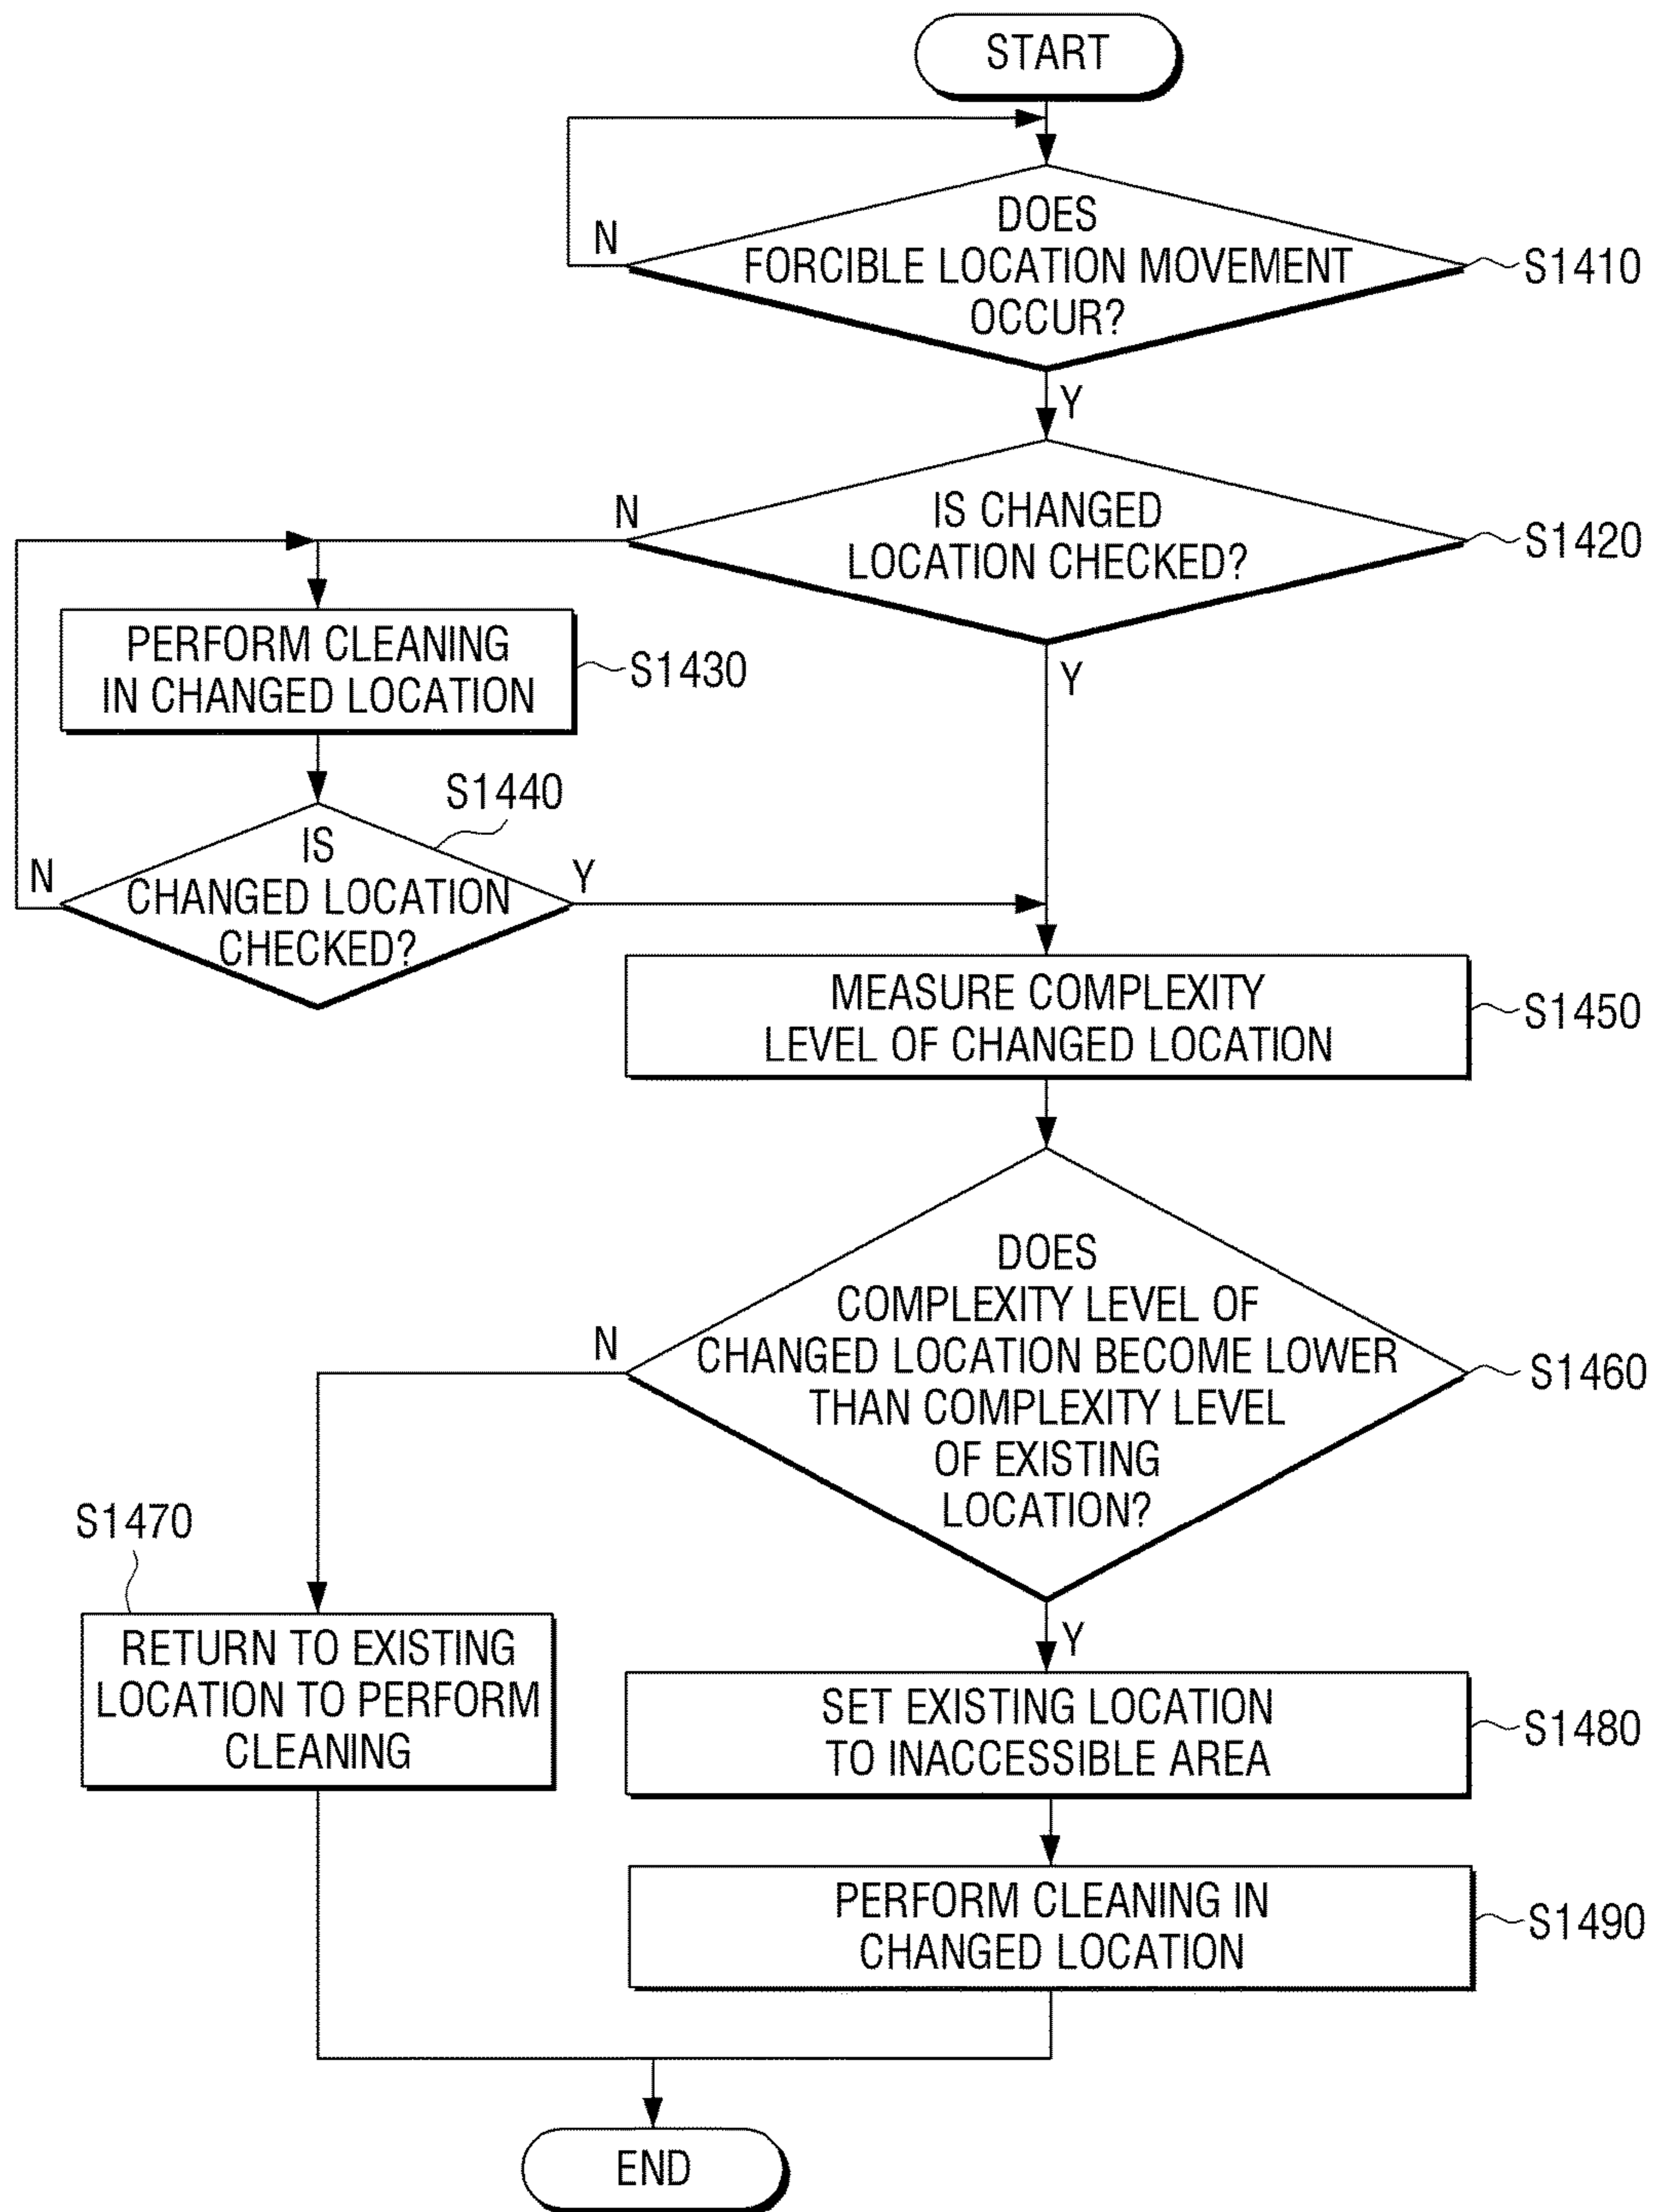 START
DOES
FORCIBLE LOCATION MOVEMENT
OCCUR?
N
S1410
Y
IS CHANGED
LOCATION CHECKED?
N
S1420
Y
PERFORM CLEANING
IN CHANGED LOCATION
S1430
S1440
IS
CHANGED LOCATION
CHECKED?
N
Y
MEASURE COMPLEXITY
LEVEL OF CHANGED LOCATION
S1450
DOES
COMPLEXITY LEVEL OF
CHANGED LOCATION BECOME LOWER
THAN COMPLEXITY LEVEL
OF EXISTING
LOCATION?
N
S1460
Y
S1470
RETURN TO EXISTING
LOCATION TO PERFORM
CLEANING
SET EXISTING LOCATION
TO INACCESSIBLE AREA
S1480
PERFORM CLEANING IN
CHANGED LOCATION
S1490
END